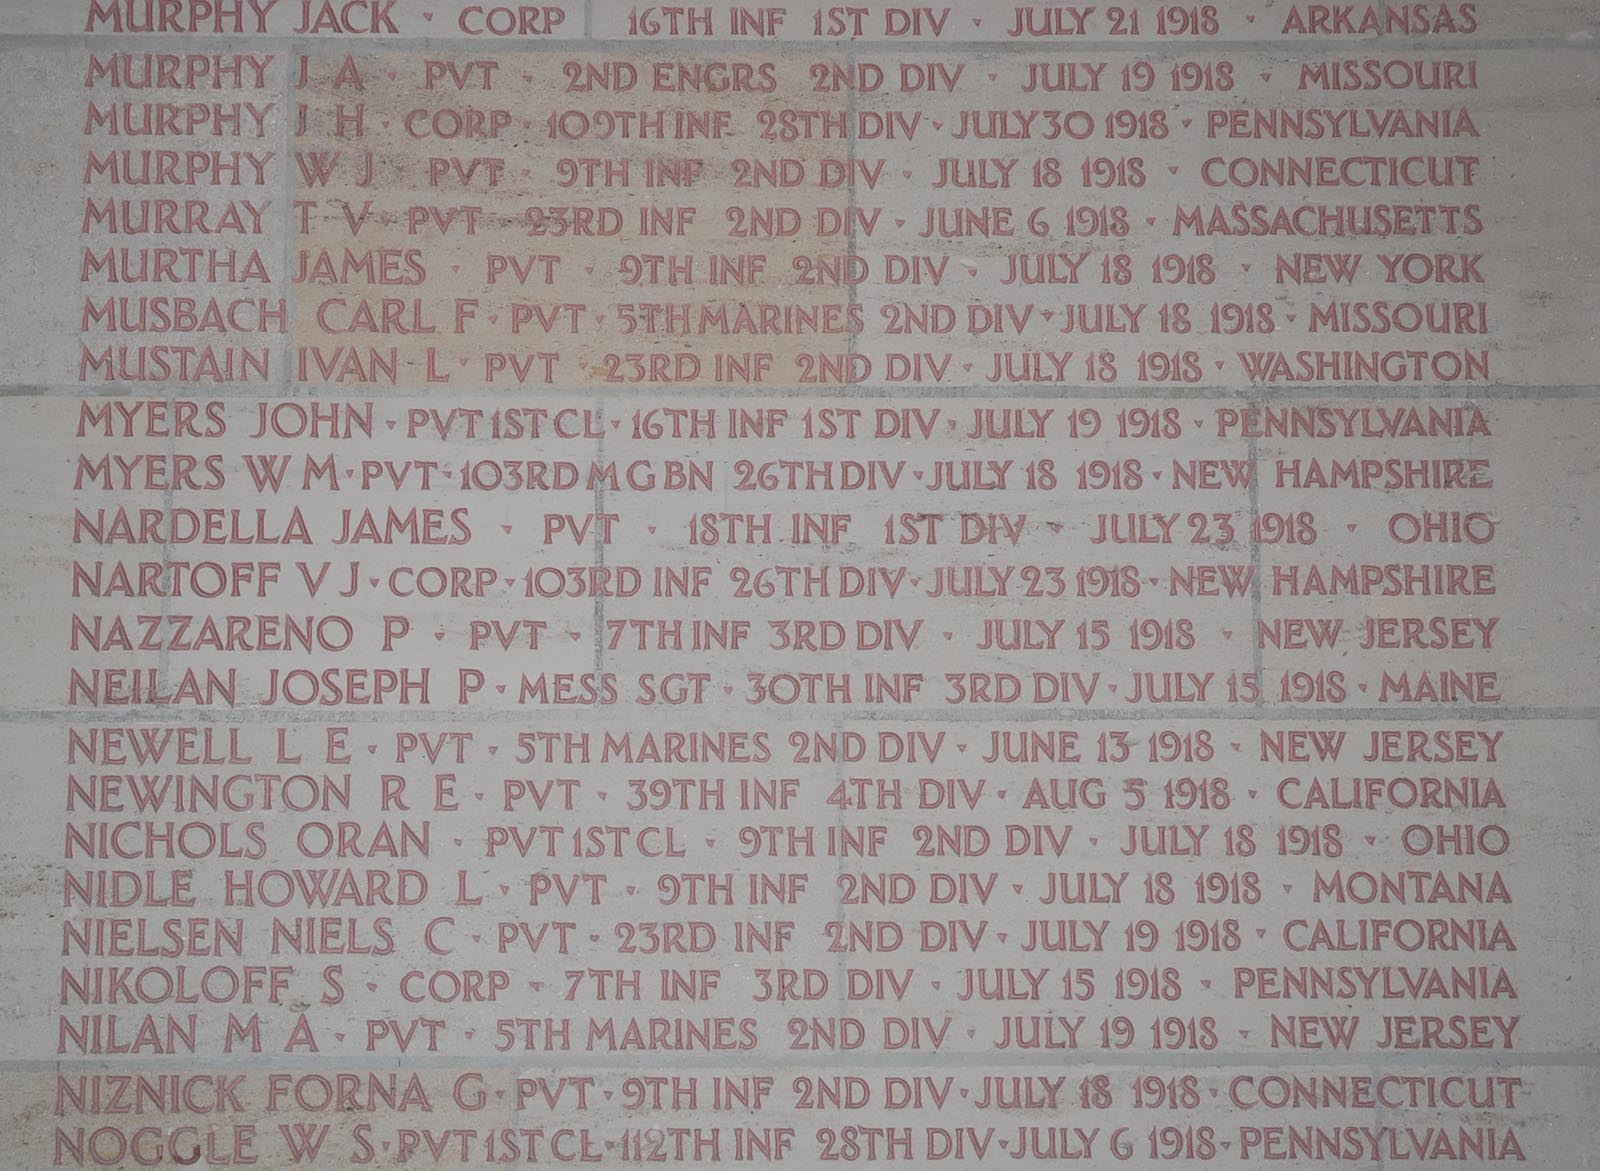 MURPHY JACK · CORP 16TH INF 1ST DIV · JULY 21 1918 · ARKANSAS
MURPHY J A · PVT · 2ND ENGRS 2ND DIV · JULY 19 1918 · MISSOURI
MURPHY J H · CORP · 109TH INF 28TH DIV · JULY 30 1918 · PENNSYLVANIA
MURPHY W J · PVT · 9TH INF 2ND DIV · JULY 18 1918 · CONNECTICUT
MURRAY T V · PVT · 23RD INF 2ND DIV · JUNE 6 1918 · MASSACHUSETTS
MURTHA JAMES · PVT · 9TH INF 2ND DIV · JULY 18 1918 · NEW YORK
MUSBACH CARL F · PVT · 5TH MARINES 2ND DIV · JULY 18 1918 · MISSOURI
MUSTAIN IVAN L · PVT · 23RD INF 2ND DIV · JULY 18 1918 · WASHINGTON
MYERS JOHN · PVT 1ST CL · 16TH INF 1ST DIV · JULY 19 1918 · PENNSYLVANIA
MYERS W M · PVT · 103RD M G BN 26TH DIV · JULY 18 1918 · NEW HAMPSHIRE
NARDELLA JAMES · PVT · 18TH INF 1ST DIV · JULY 23 1918 · OHIO
NARTOFF V J · CORP · 103RD INF 26TH DIV · JULY 23 1918 · NEW HAMPSHIRE
NAZZARENO P · PVT · 7TH INF 3RD DIV · JULY 15 1918 · NEW JERSEY
NEILAN JOSEPH P · MESS SGT · 30TH INF 3RD DIV · JULY 15 1918 · MAINE
NEWELL L E · PVT · 5TH MARINES 2ND DIV · JUNE 13 1918 · NEW JERSEY
NEWINGTON R E · PVT · 39TH INF 4TH DIV · AUG 5 1918 · CALIFORNIA
NICHOLS ORAN · PVT 1ST CL · 9TH INF 2ND DIV · JULY 18 1918 · OHIO
NIDLE HOWARD L · PVT · 9TH INF 2ND DIV · JULY 18 1918 · MONTANA
NIELSEN NIELS C · PVT · 23RD INF 2ND DIV · JULY 19 1918 · CALIFORNIA
NIKOLOFF S · CORP · 7TH INF 3RD DIV · JULY 15 1918 · PENNSYLVANIA
NILAN M A · PVT · 5TH MARINES 2ND DIV · JULY 19 1918 · NEW JERSEY
NIZNICK FORNA G · PVT · 9TH INF 2ND DIV · JULY 18 1918 · CONNECTICUT
NOGGLE W S · PVT 1ST CL · 112TH INF 28TH DIV · JULY 6 1918 · PENNSYLVANIA